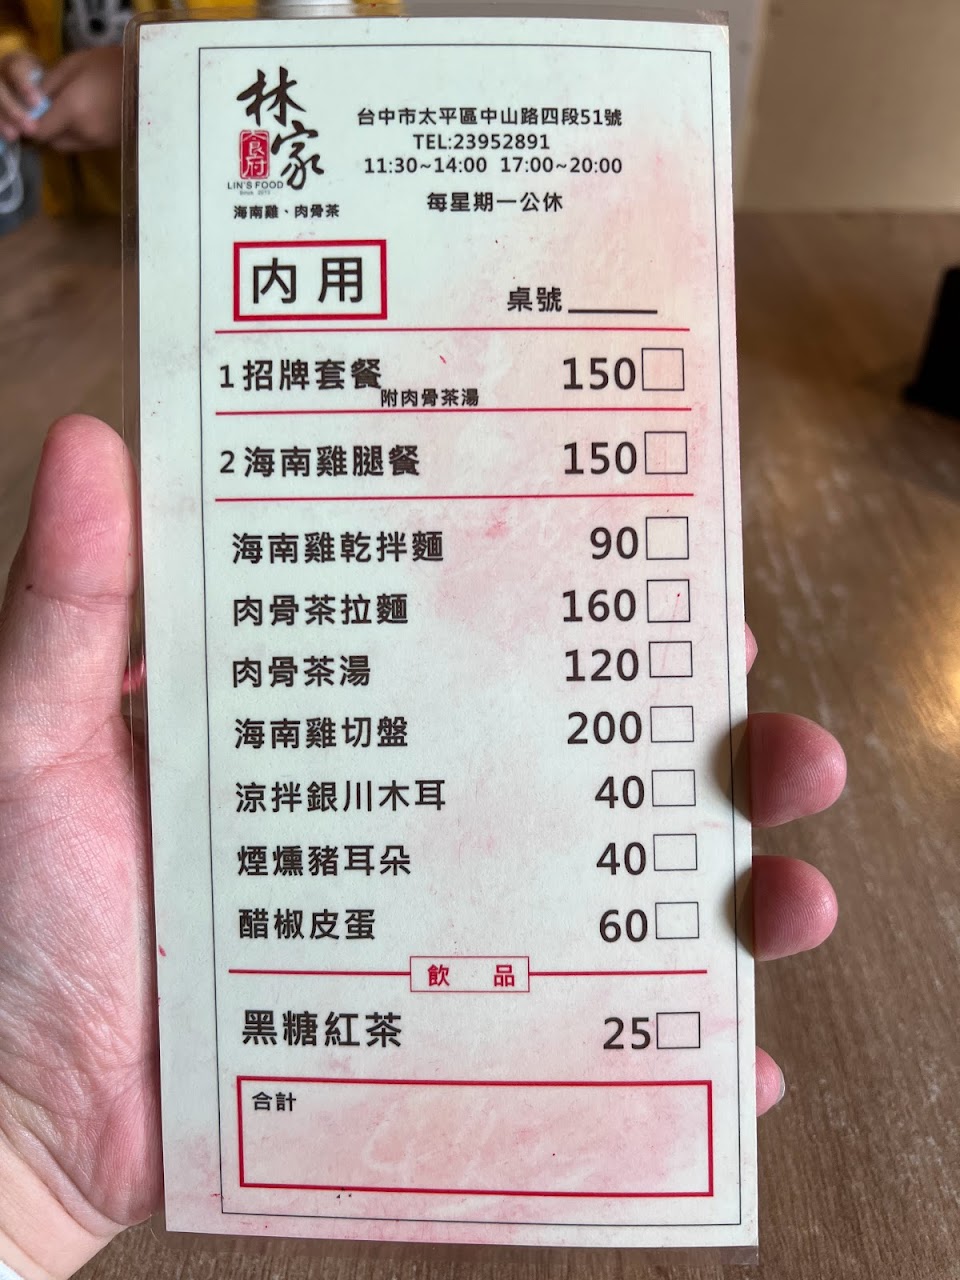 林家
食府
LIN'S FOOD
Since 2013
海南雞、肉骨茶
台中市太平區中山路四段51號
TEL:23952891
11:30~14:00 17:00~20:00
每星期一公休
內用
桌號
1招牌套餐 150
附肉骨茶湯
2海南雞腿餐 150
海南雞乾拌麵 90
肉骨茶拉麵 160
肉骨茶湯 120
海南雞切盤 200
涼拌銀川木耳 40
煙燻豬耳朵 40
醋椒皮蛋 60
飲品
黑糖紅茶 25
合計